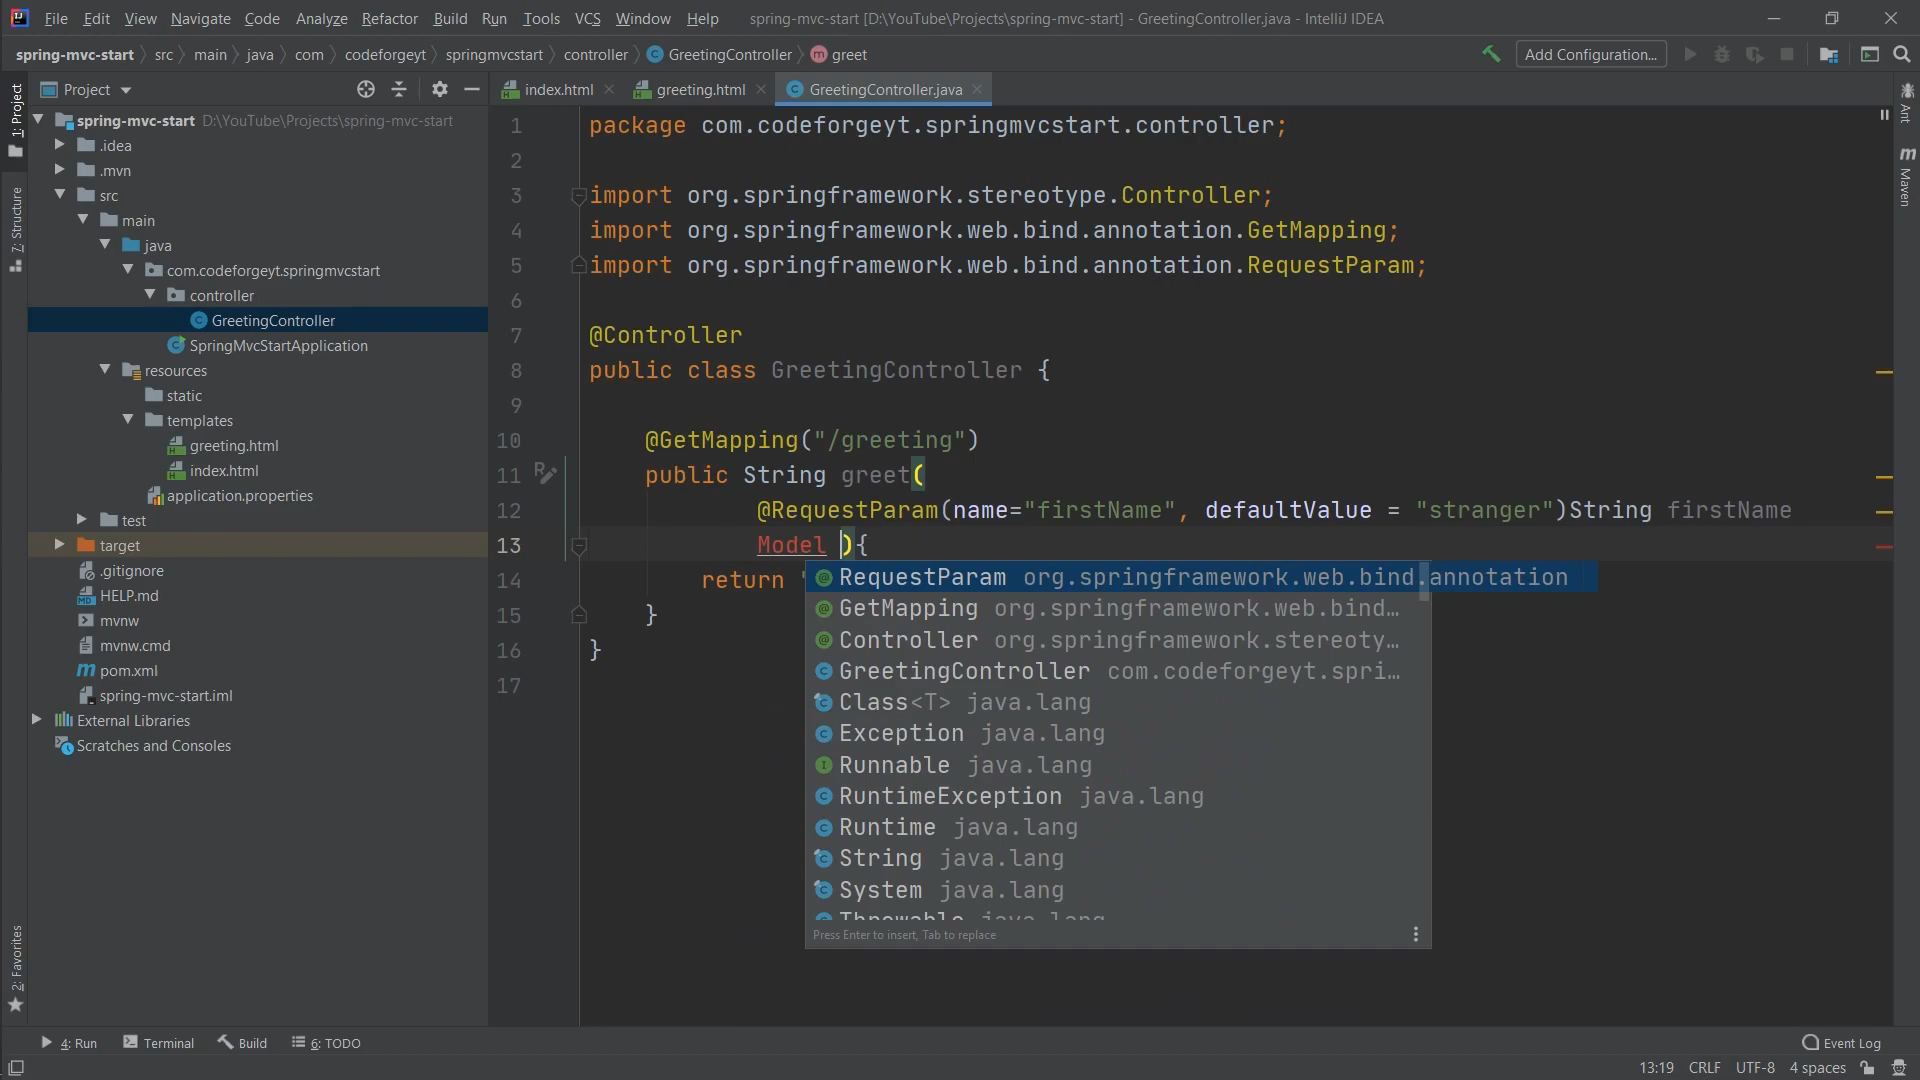 File Edit View Navigate Code Analyze Refactor Build Run Tools VCS Window Help spring-mvc-start [D:\YouTube\Projects\spring-mvc-start] - GreetingController.java - IntelliJ IDEA
spring-mvc-start src main java com codeforgeyt springmvcstart controller GreetingController greet Add Configuration...
Project
index.html greeting.html GreetingController.java
1: Project
7: Structure
2: Favorites
Ant
Maven
spring-mvc-start D:\YouTube\Projects\spring-mvc-start
.idea
.mvn
src
main
java
com.codeforgeyt.springmvcstart
controller
GreetingController
SpringMvcStartApplication
resources
static
templates
greeting.html
index.html
application.properties
test
target
.gitignore
HELP.md
mvnw
mvnw.cmd
pom.xml
spring-mvc-start.iml
External Libraries
Scratches and Consoles
1 package com.codeforgeyt.springmvcstart.controller;
2
3 import org.springframework.stereotype.Controller;
4 import org.springframework.web.bind.annotation.GetMapping;
5 import org.springframework.web.bind.annotation.RequestParam;
6
7 @Controller
8 public class GreetingController {
9
10 @GetMapping("/greeting")
11 public String greet(
12 @RequestParam(name="firstName", defaultValue = "stranger")String firstName
13 Model ){
14 return "
15 }
16 }
17
RequestParam org.springframework.web.bind.annotation
GetMapping org.springframework.web.bind…
Controller org.springframework.stereoty…
GreetingController com.codeforgeyt.spri…
Class<T> java.lang
Exception java.lang
Runnable java.lang
RuntimeException java.lang
Runtime java.lang
String java.lang
System java.lang
Throwable java.lang
Press Enter to insert, Tab to replace
4: Run Terminal Build 6: TODO Event Log
13:19 CRLF UTF-8 4 spaces